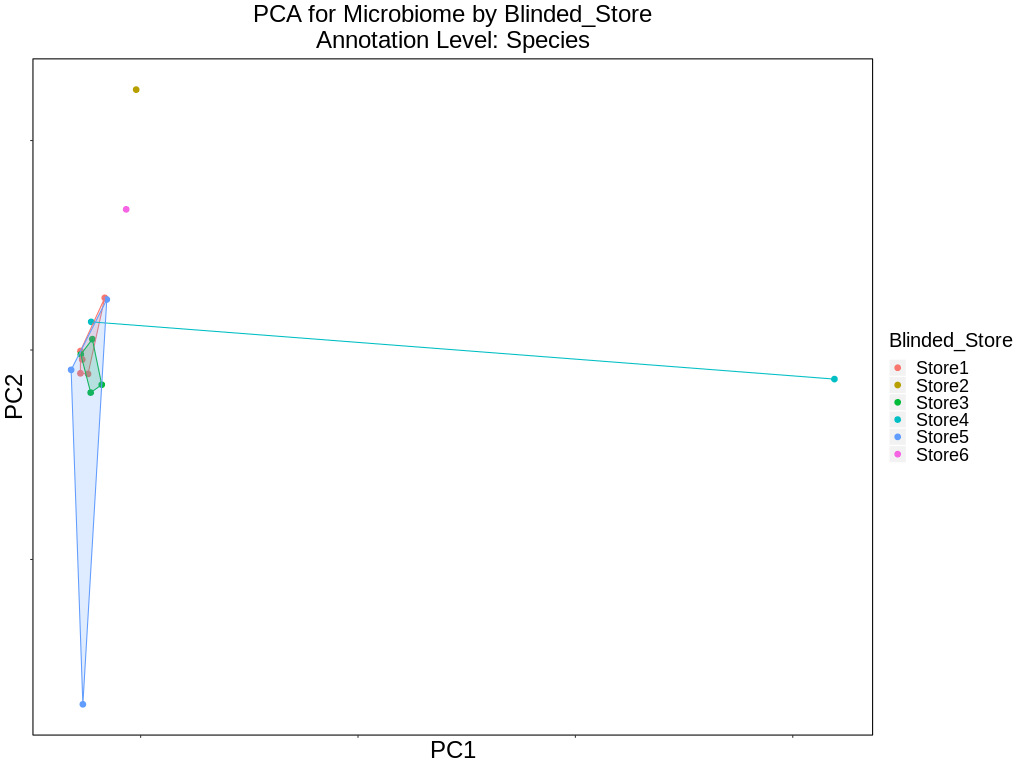 PCA for Microbiome by Blinded_Store
Annotation Level: Species
PC2
PC1
Blinded_Store
Store1
Store2
Store3
Store4
Store5
Store6